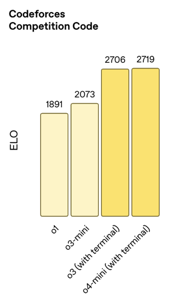 Codeforces
Competition Code
ELO
1891
2073
2706
2719
o1
o3-mini
o3 (with terminal)
o4-mini (with terminal)